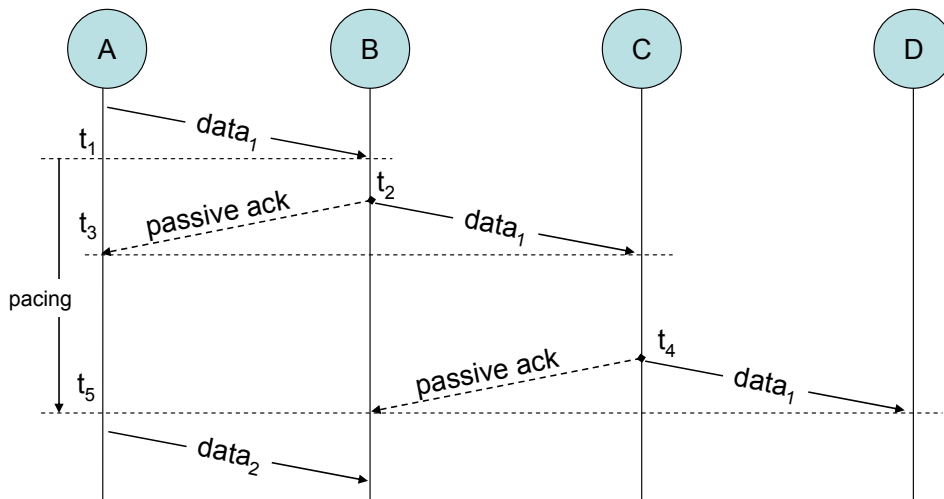 A B C D
data₁
t₁
t₂
passive ack
t₃
data₁
pacing
t₄
passive ack
t₅
data₁
data₂